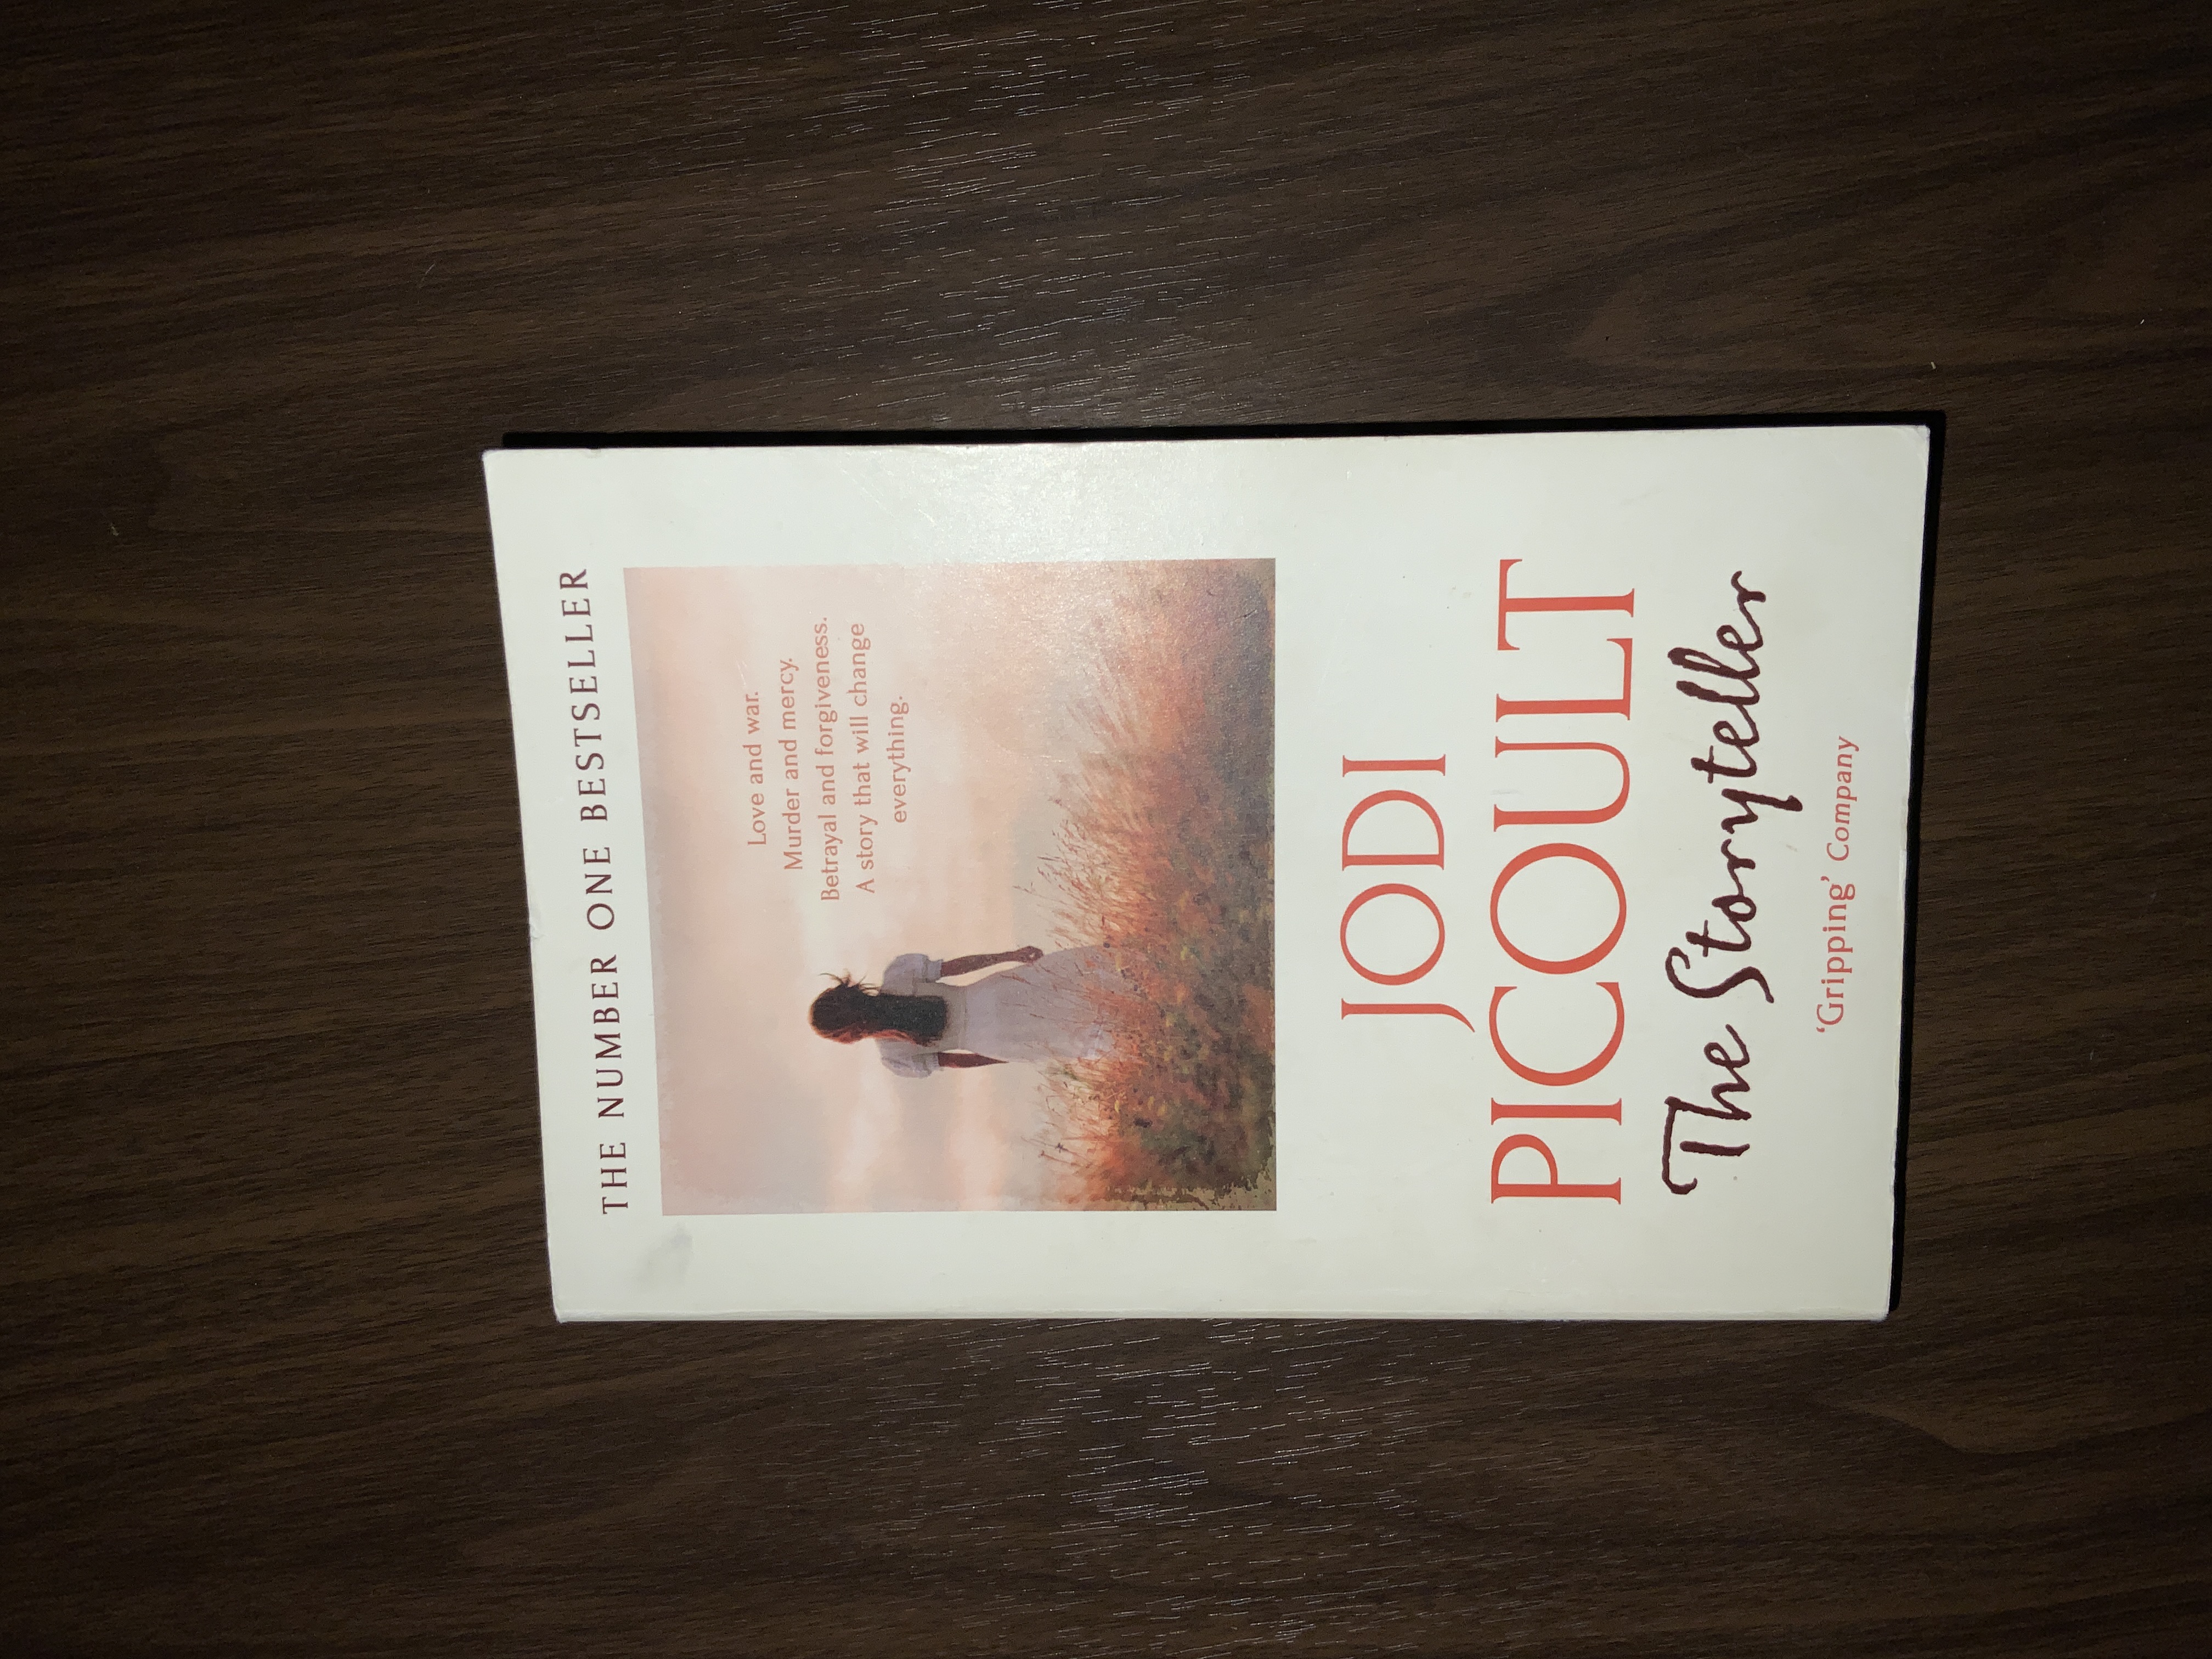 THE NUMBER ONE BESTSELLER
Love and war.
Murder and mercy.
Betrayal and forgiveness.
A story that will change
everything.
JODI
PICOULT
The Storyteller
‘Gripping’ Company